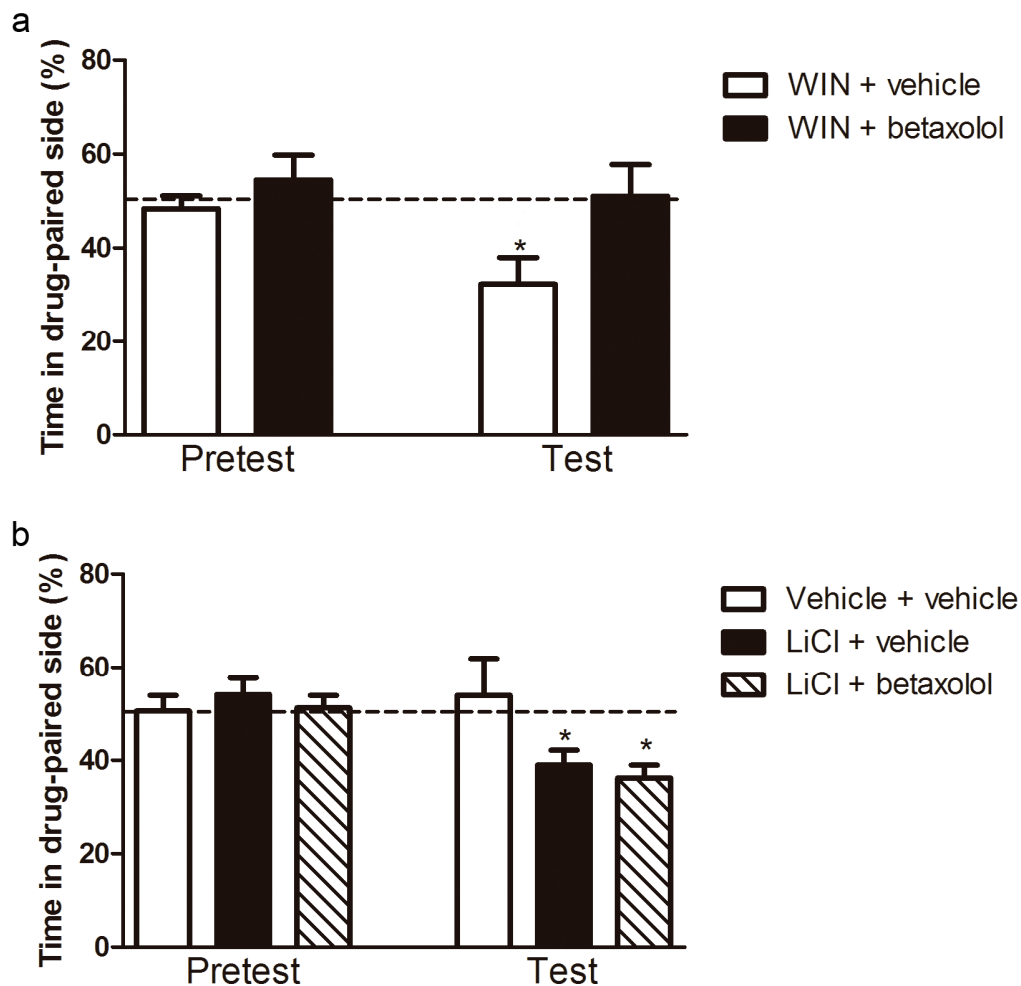 a
Time in drug-paired side (%)
80
60
40
20
0
*
Pretest
Test
WIN + vehicle
WIN + betaxolol
b
Time in drug-paired side (%)
80
60
40
20
0
*
*
Pretest
Test
Vehicle + vehicle
LiCl + vehicle
LiCl + betaxolol